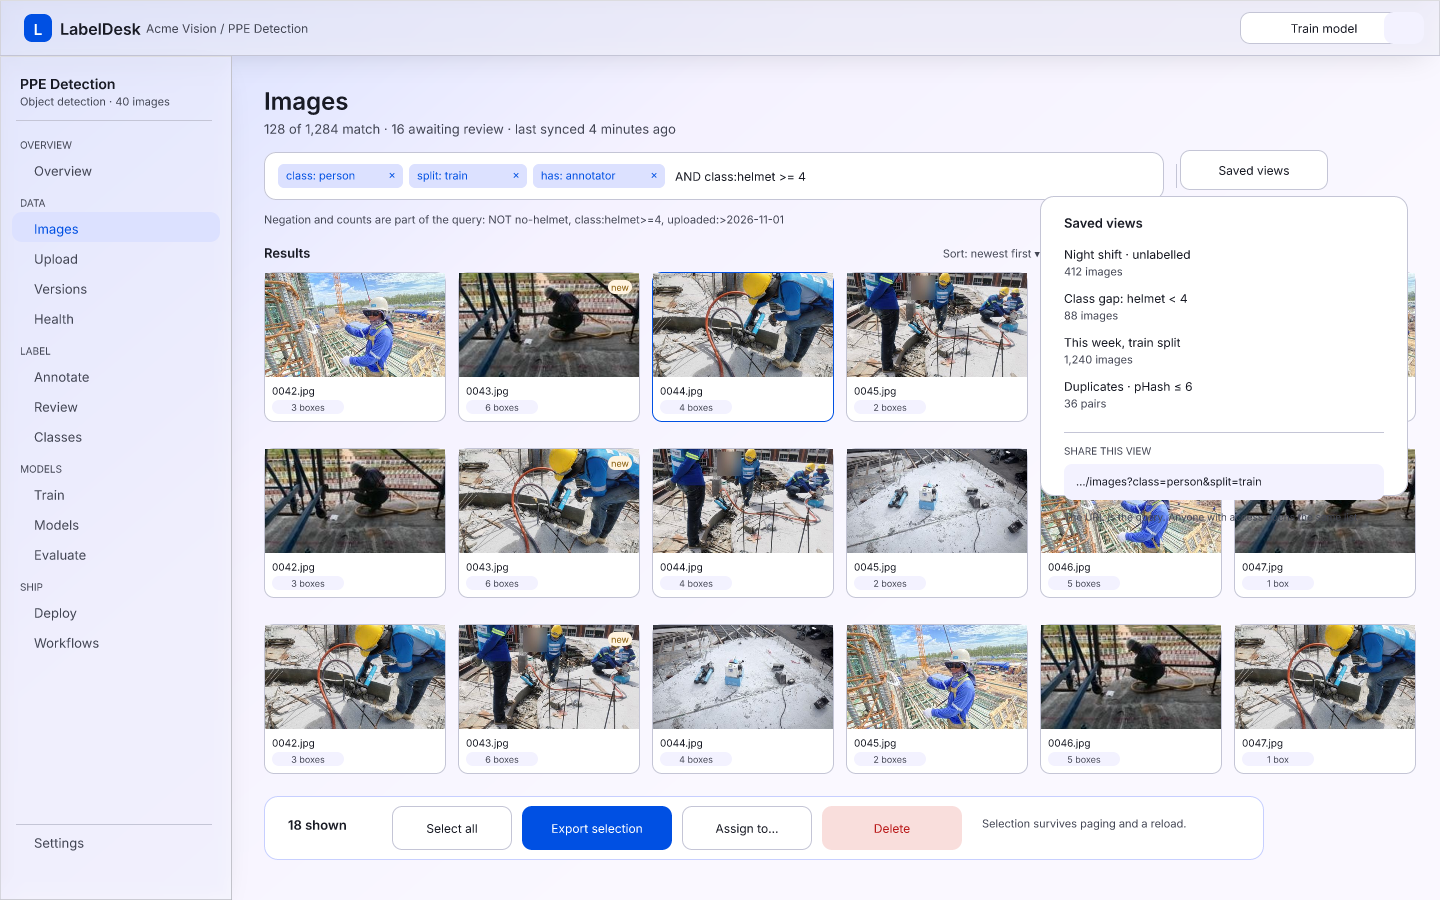 L LabelDesk Acme Vision / PPE Detection
Train model
PPE Detection
Object detection · 40 images
OVERVIEW
Overview
DATA
Images
Upload
Versions
Health
LABEL
Annotate
Review
Classes
MODELS
Train
Models
Evaluate
SHIP
Deploy
Workflows
Settings
Images
128 of 1,284 match · 16 awaiting review · last synced 4 minutes ago
class: person × split: train × has: annotator × AND class:helmet >= 4
Saved views
Negation and counts are part of the query: NOT no-helmet, class:helmet>=4, uploaded:>2026-11-01
Results
Sort: newest first ▾
Saved views
Night shift · unlabelled
412 images
Class gap: helmet < 4
88 images
This week, train split
1,240 images
Duplicates · pHash ≤ 6
36 pairs
SHARE THIS VIEW
.../images?class=person&split=train
The URL is the query. Anyone with
new
0042.jpg
3 boxes
0043.jpg
6 boxes
0044.jpg
4 boxes
0045.jpg
2 boxes
new
0042.jpg
3 boxes
0043.jpg
6 boxes
0044.jpg
4 boxes
0045.jpg
2 boxes
0046.jpg
5 boxes
0047.jpg
1 box
new
0042.jpg
3 boxes
0043.jpg
6 boxes
0044.jpg
4 boxes
0045.jpg
2 boxes
0046.jpg
5 boxes
0047.jpg
1 box
18 shown
Select all
Export selection
Assign to...
Delete
Selection survives paging and a reload.